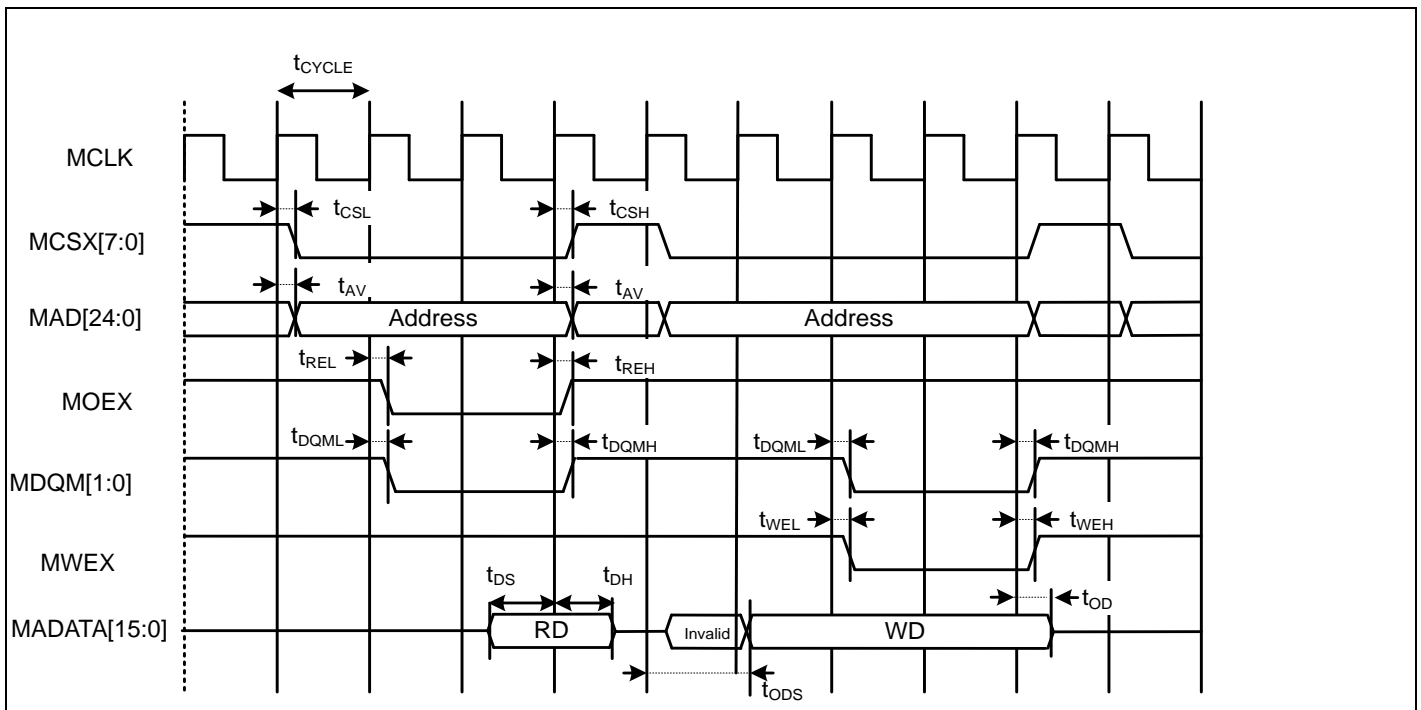 tCYCLE
MCLK
tCSL
tCSH
MCSX[7:0]
tAV
tAV
MAD[24:0]
Address
Address
tREL
tREH
MOEX
tDQML
tDQMH
tDQML
tDQMH
MDQM[1:0]
tWEL
tWEH
MWEX
tDS
tDH
tOD
MADATA[15:0]
RD
Invalid
WD
tODS